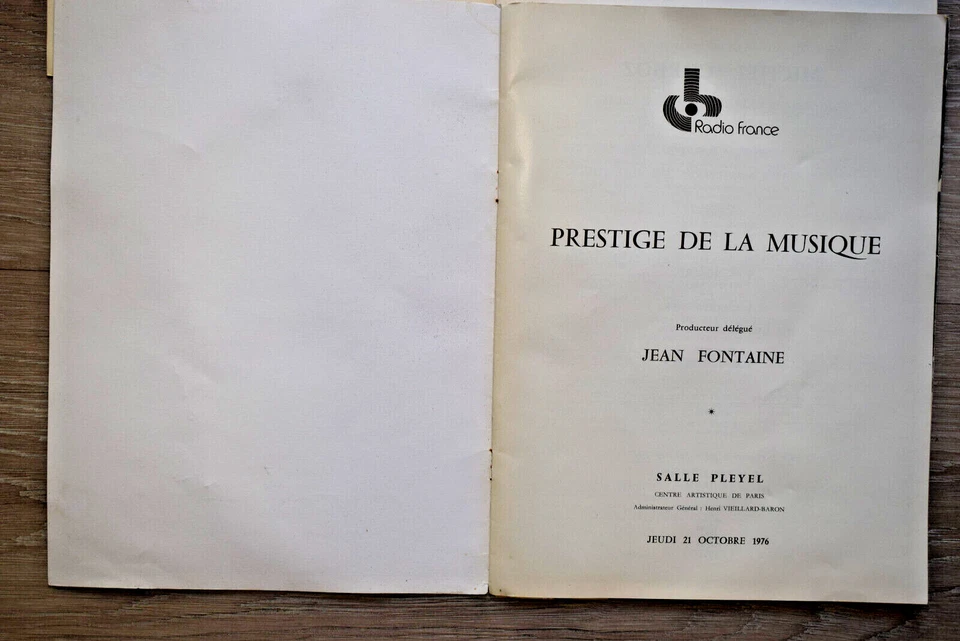 Radio France
PRESTIGE DE LA MUSIQUE
Producteur délégué
JEAN FONTAINE
*
SALLE PLEYEL
CENTRE ARTISTIQUE DE PARIS
Administrateur Général : Henri VIEILLARD-BARON
JEUDI 21 OCTOBRE 1976